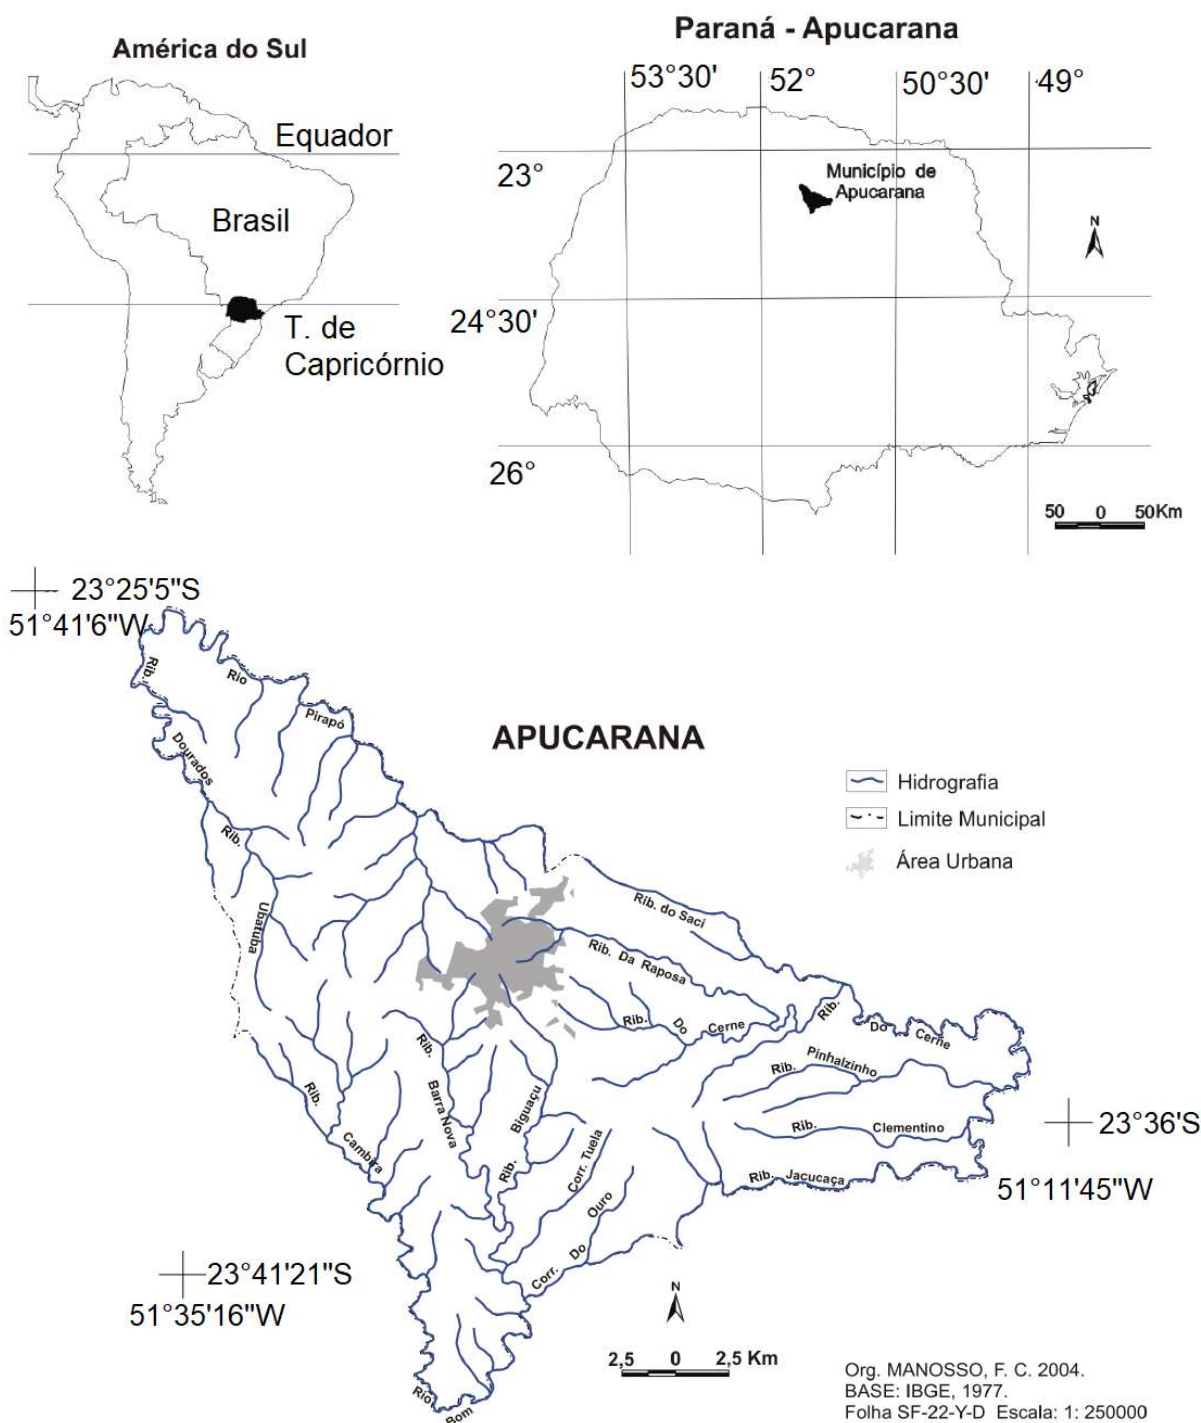 América do Sul
Equador
Brasil
T. de
Capricórnio
Paraná - Apucarana
53°30'
52°
50°30'
49°
23°
Município de
Apucarana
N
24°30'
26°
50 0 50Km
23°25'5"S
51°41'6"W
APUCARANA
Hidrografia
Limite Municipal
Área Urbana
Rib.
Dourados
Rio
Pirapó
Rib.
Ubatuba
Rib. do Saci
Rib. Da Raposa
Rib. Do Cerne
Rib. Do Cerne
Rib. Pinhalzinho
Rib. Clementino
Rib. Jacucaça
Rib.
Cambira
Rib.
Barra Nova
Rib. Biguaçu
Corr. Tuela
Corr. Do Ouro
Rio Bom
23°36'S
51°11'45"W
23°41'21"S
51°35'16"W
N
2,5 0 2,5 Km
Org. MANOSSO, F. C. 2004.
BASE: IBGE, 1977.
Folha SF-22-Y-D Escala: 1: 250000